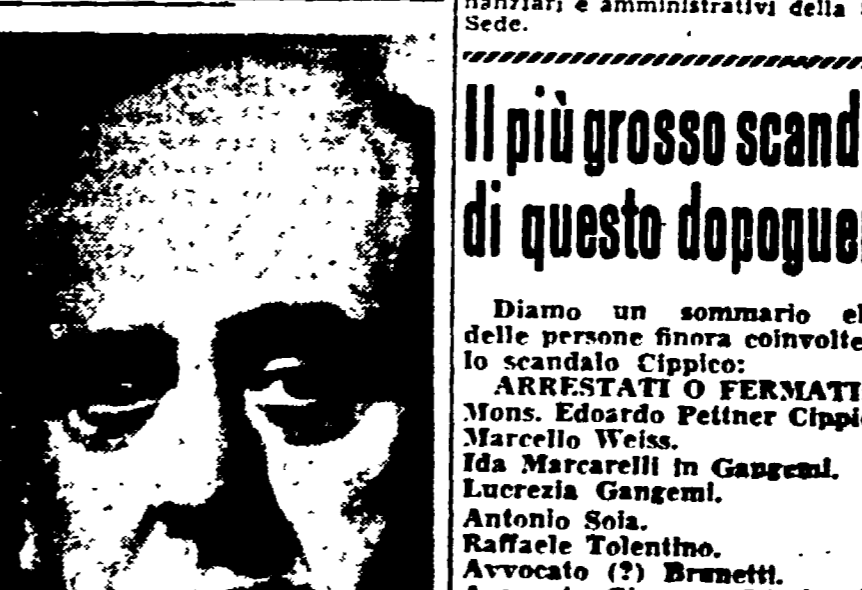 nanziari e amministrativi della
Sede.
Il più grosso scand
di questo dopogue
Diamo un sommario el
delle persone finora coinvolte
lo scandalo Cippico:
ARRESTATI O FERMATI
Mons. Edoardo Pettner Cippi
Marcello Weiss.
Ida Marcarelli in Gangemi.
Lucrezia Gangemi.
Antonio Soia.
Raffaele Tolentino.
Avvocato (?) Brunetti.